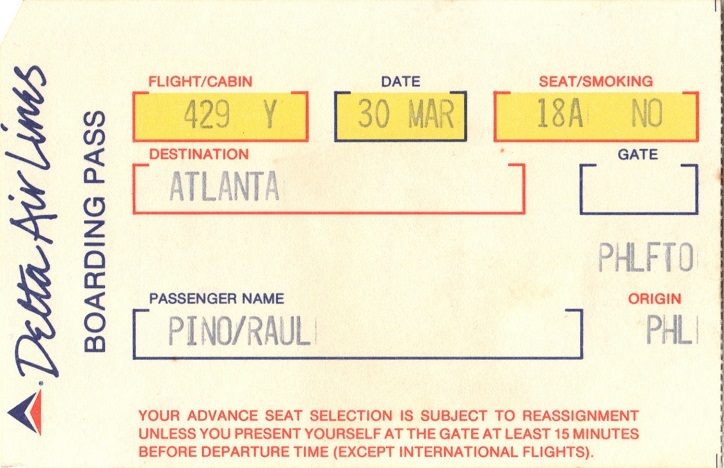 Delta Air Lines
BOARDING PASS
FLIGHT/CABIN DATE SEAT/SMOKING
429 Y 30 MAR 18A NO
DESTINATION GATE
ATLANTA
PHLFTO
PASSENGER NAME ORIGIN
PINO/RAUL PHL
YOUR ADVANCE SEAT SELECTION IS SUBJECT TO REASSIGNMENT
UNLESS YOU PRESENT YOURSELF AT THE GATE AT LEAST 15 MINUTES
BEFORE DEPARTURE TIME (EXCEPT INTERNATIONAL FLIGHTS).